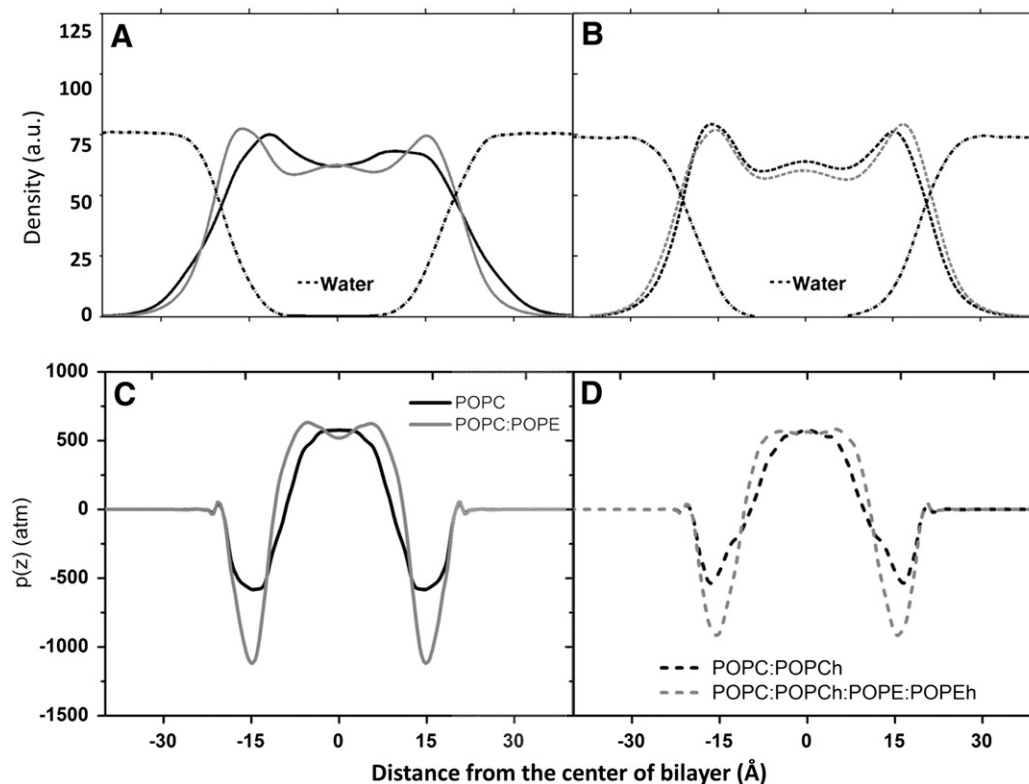 A
B
125
100
75
50
25
0
Density (a.u.)
Water
Water
C
D
1000
500
0
-500
-1000
-1500
p(z) (atm)
POPC
POPC:POPE
POPC:POPCh
POPC:POPCh:POPE:POPEh
-30 -15 0 15 30 -30 -15 0 15 30
Distance from the center of bilayer (Å)